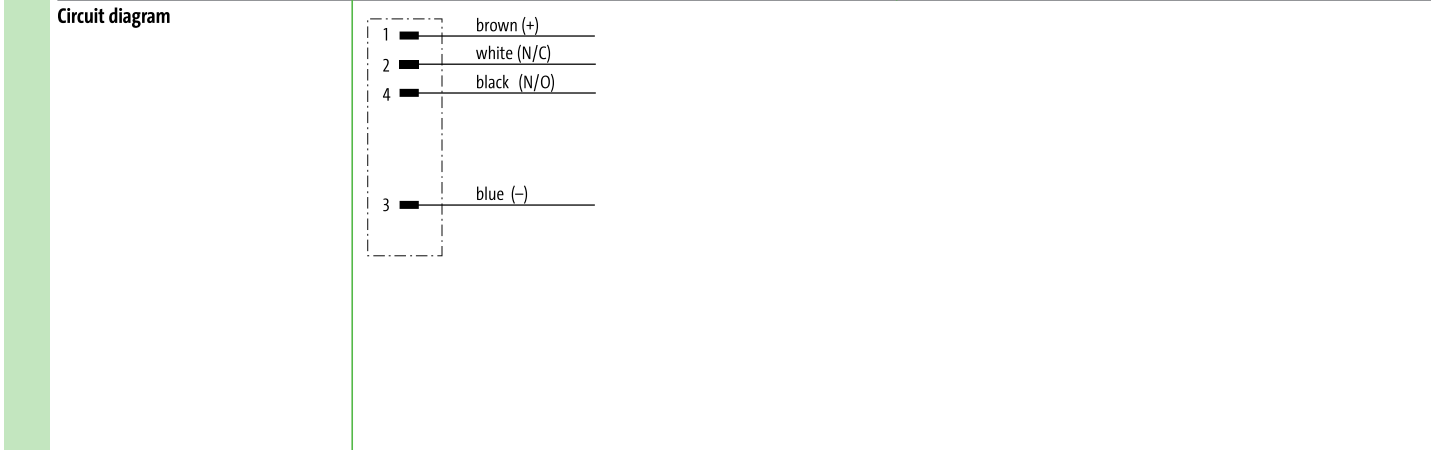 Circuit diagram
1 brown (+)
2 white (N/C)
4 black (N/O)
3 blue (–)